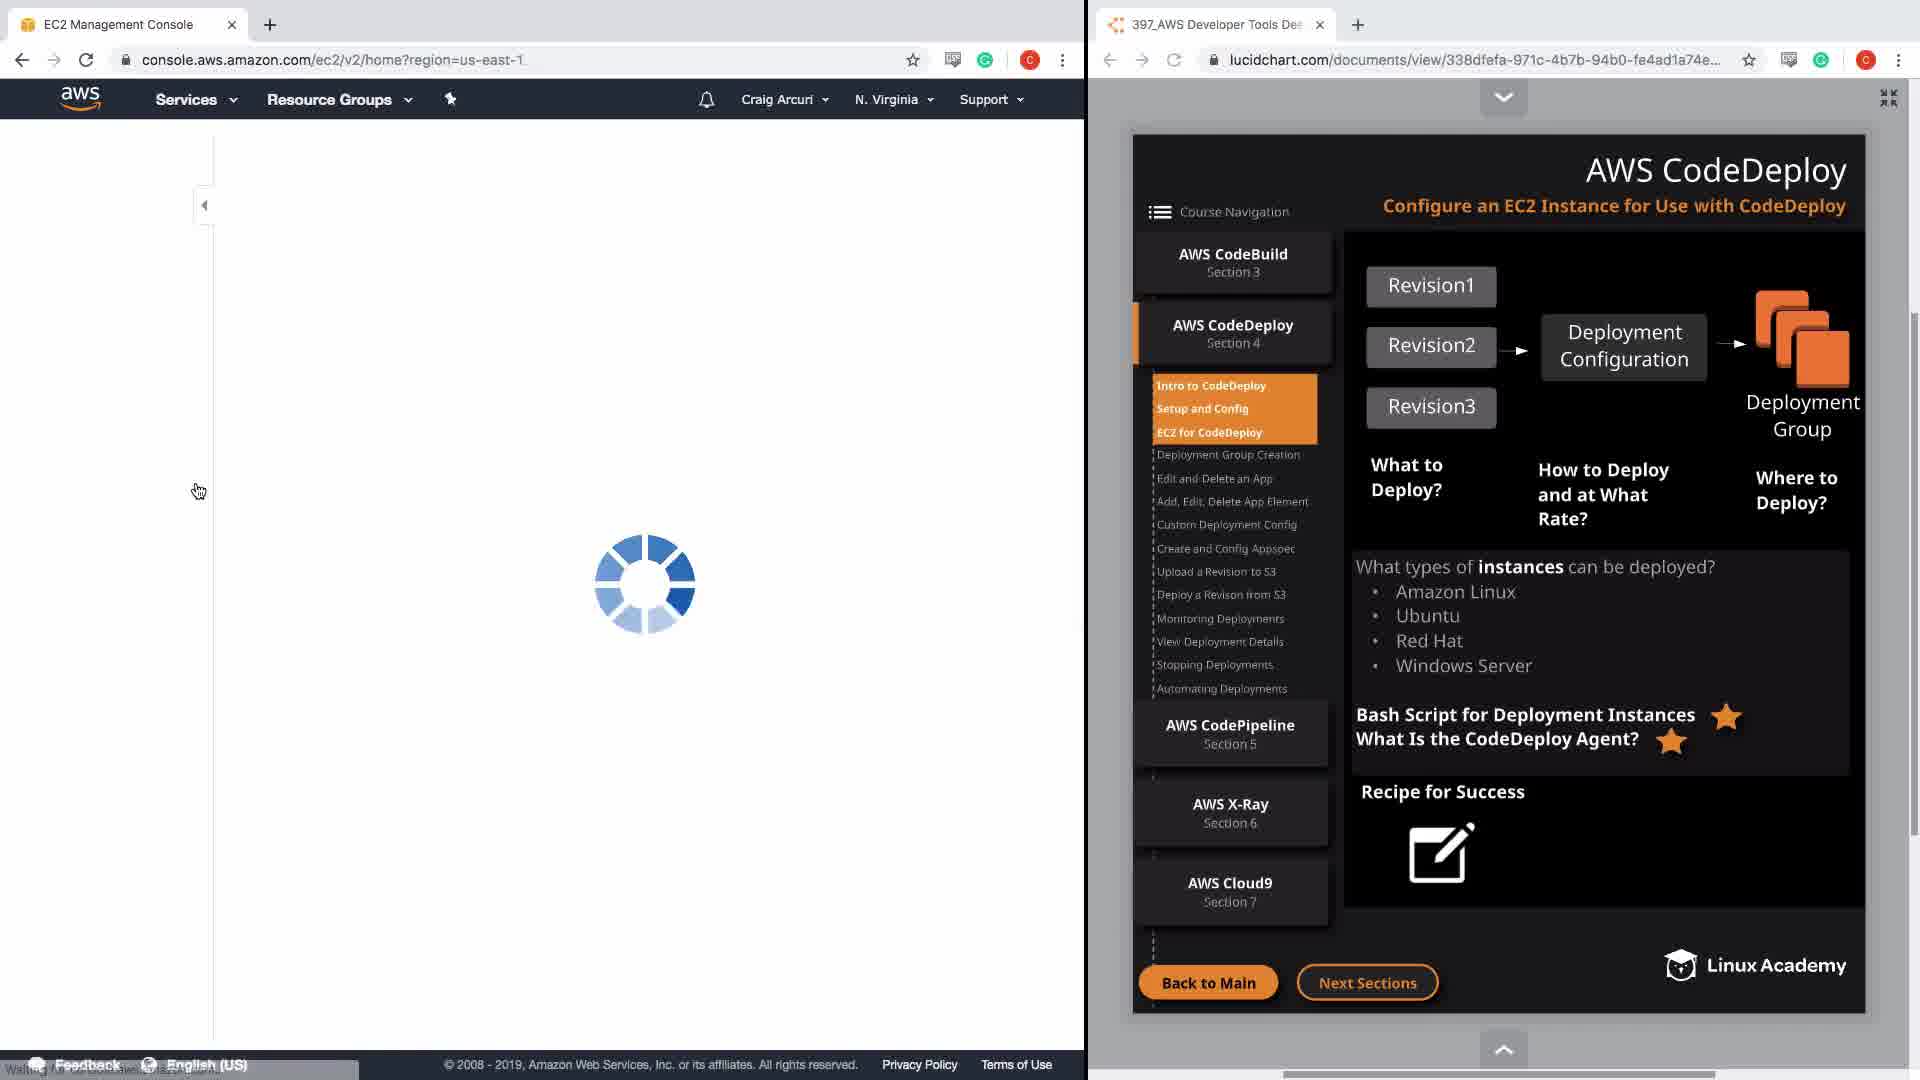 EC2 Management Console
console.aws.amazon.com/ec2/v2/home?region=us-east-1
aws
Services
Resource Groups
Craig Arcuri
N. Virginia
Support
Feedback
English (US)
© 2008 - 2019, Amazon Web Services, Inc. or its affiliates. All rights reserved.
Privacy Policy
Terms of Use
397_AWS Developer Tools Dee
lucidchart.com/documents/view/338dfefa-971c-4b7b-94b0-fe4ad1a74e...
C
C
AWS CodeDeploy
Configure an EC2 Instance for Use with CodeDeploy
Course Navigation
AWS CodeBuild
Section 3
AWS CodeDeploy
Section 4
Intro to CodeDeploy
Setup and Config
EC2 for CodeDeploy
Deployment Group Creation
Edit and Delete an App
Add, Edit, Delete App Element
Custom Deployment Config
Create and Config Appspec
Upload a Revision to S3
Deploy a Revison from S3
Monitoring Deployments
View Deployment Details
Stopping Deployments
Automating Deployments
AWS CodePipeline
Section 5
AWS X-Ray
Section 6
AWS Cloud9
Section 7
Back to Main
Next Sections
Revision1
Revision2
Revision3
Deployment
Configuration
Deployment
Group
What to
Deploy?
How to Deploy
and at What
Rate?
Where to
Deploy?
What types of instances can be deployed?
• Amazon Linux
• Ubuntu
• Red Hat
• Windows Server
Bash Script for Deployment Instances
What Is the CodeDeploy Agent?
Recipe for Success
Linux Academy